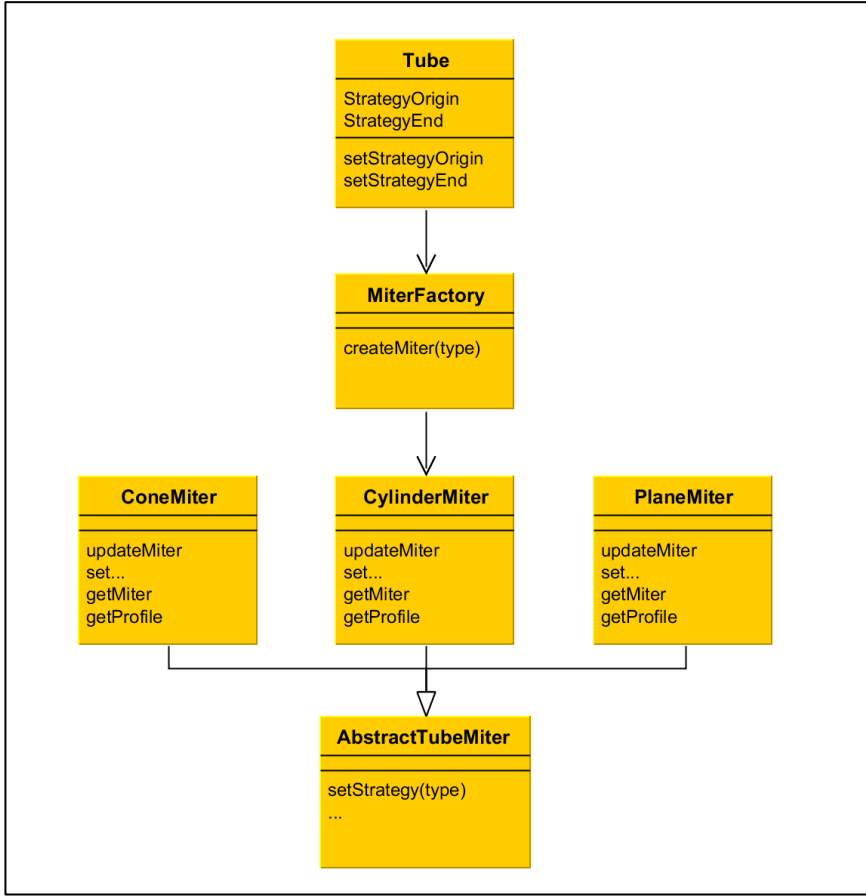 Tube
StrategyOrigin
StrategyEnd
setStrategyOrigin
setStrategyEnd
MiterFactory
createMiter(type)
ConeMiter
updateMiter
set...
getMiter
getProfile
CylinderMiter
updateMiter
set...
getMiter
getProfile
PlaneMiter
updateMiter
set...
getMiter
getProfile
AbstractTubeMiter
setStrategy(type)
...